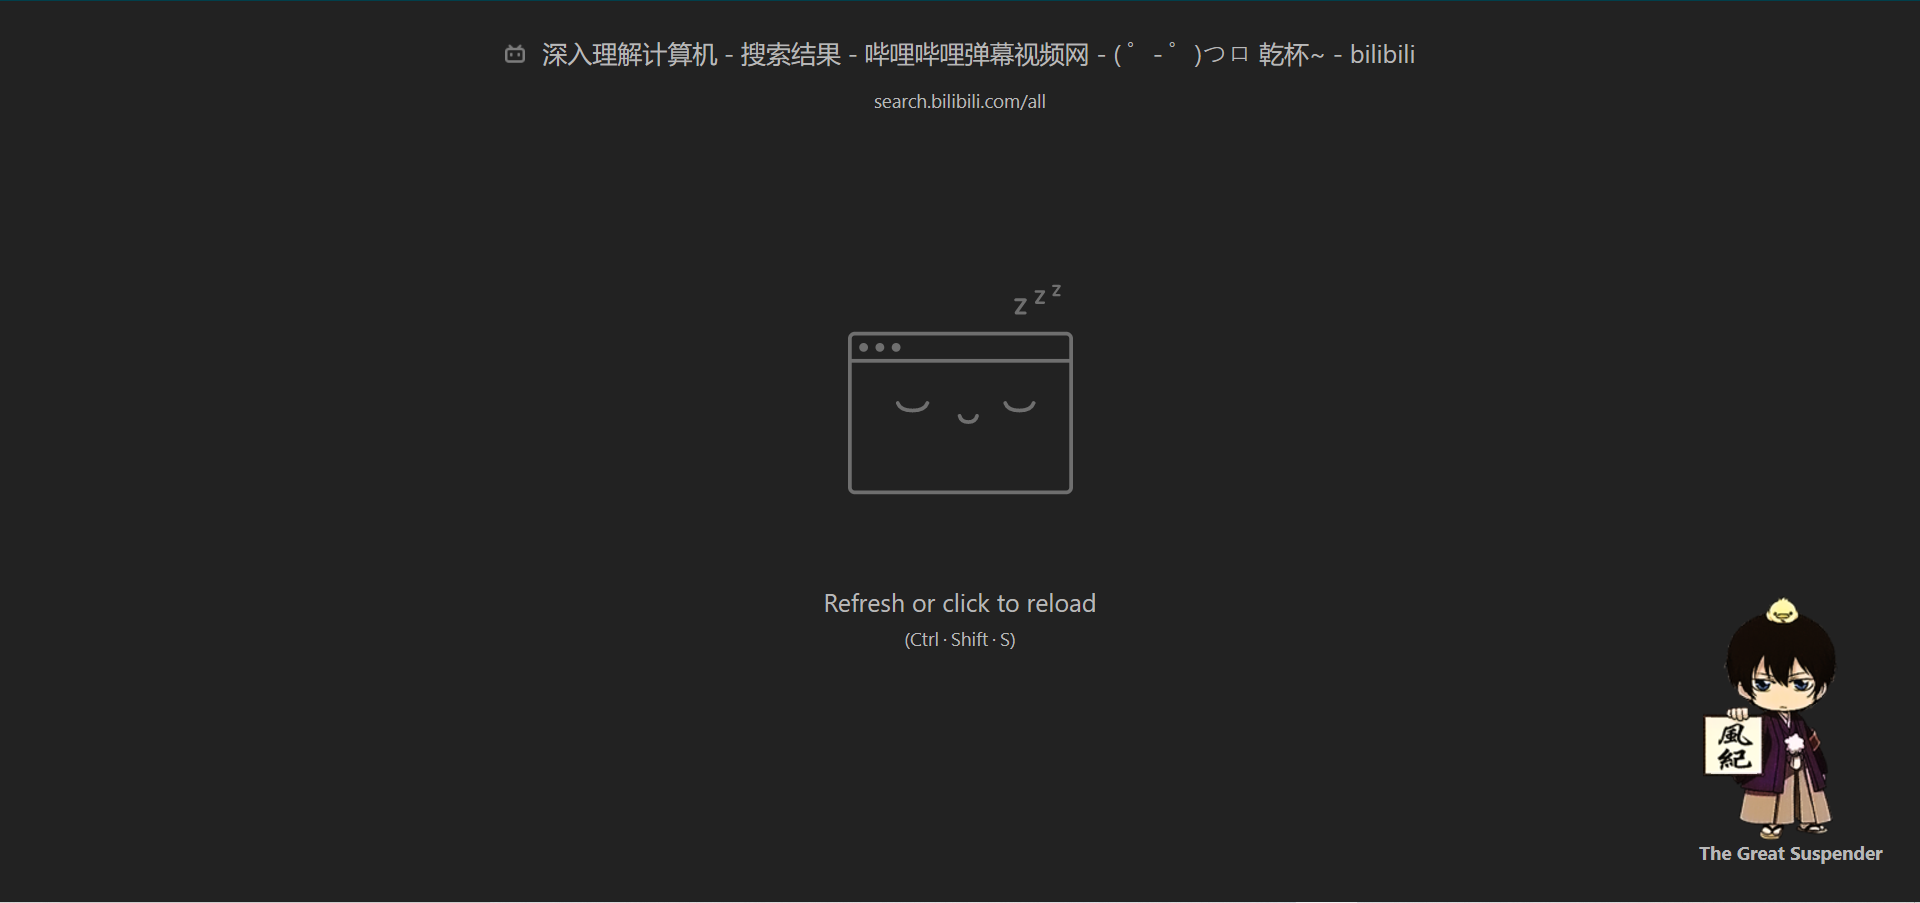 深入理解计算机 - 搜索结果 - 哔哩哔哩弹幕视频网 - ( ゜- ゜)つロ 乾杯~ - bilibili
search.bilibili.com/all
z z z
Refresh or click to reload
(Ctrl · Shift · S)
風
紀
The Great Suspender